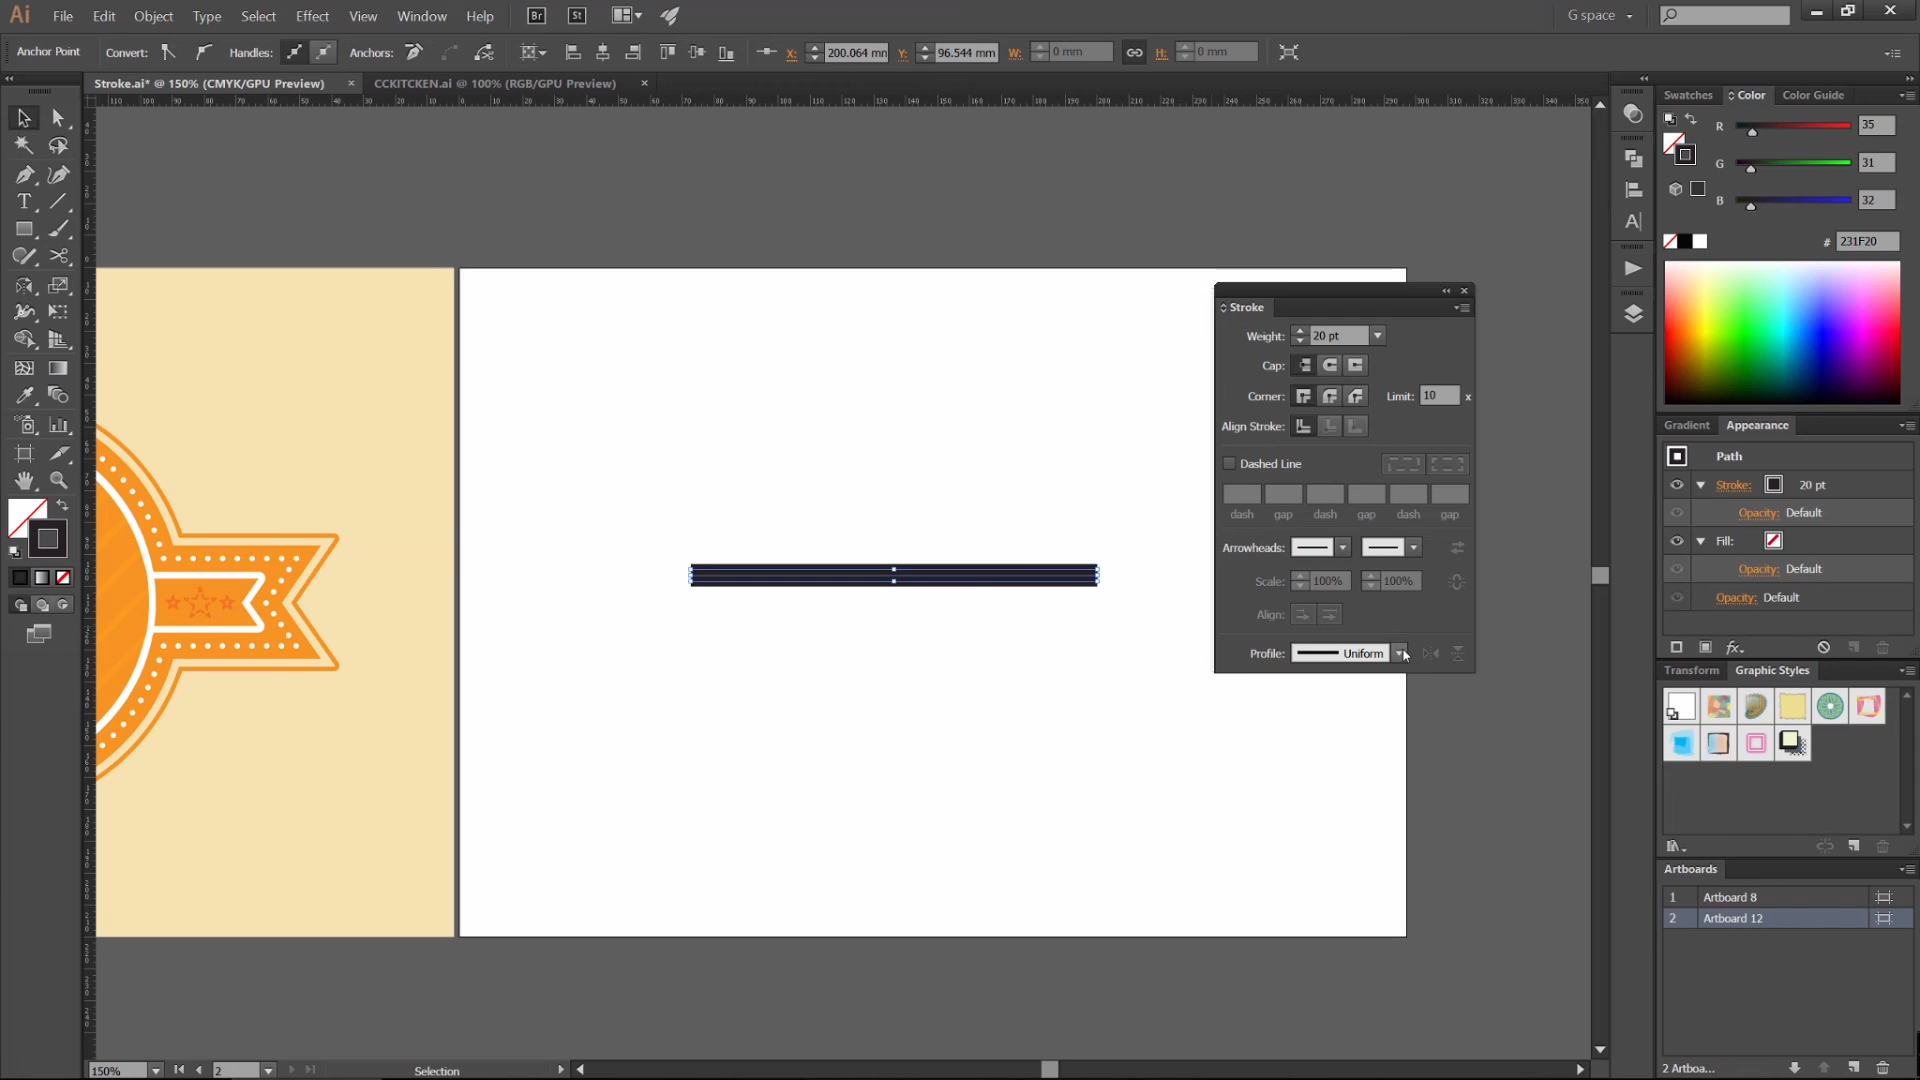 Ai File Edit Object Type Select Effect View Window Help Br St G space
Anchor Point Convert: Handles: Anchors: X: 200.064 mm Y: 96.544 mm W: 0 mm H: 0 mm
Stroke.ai* @ 150% (CMYK/GPU Preview) × CCKITCKEN.ai @ 100% (RGB/GPU Preview) ×
Swatches Color Color Guide
R 35
G 31
B 32
# 231F20
Stroke
Weight: 20 pt
Cap:
Corner: Limit: 10 x
Align Stroke:
Dashed Line
dash gap dash gap dash gap
Arrowheads:
Scale: 100% 100%
Align:
Profile: Uniform
Gradient Appearance
Path
Stroke: 20 pt
Opacity: Default
Fill:
Opacity: Default
Opacity: Default
fx
Transform Graphic Styles
Artboards
1 Artboard 8
2 Artboard 12
2 Artboa...
150% 2 Selection